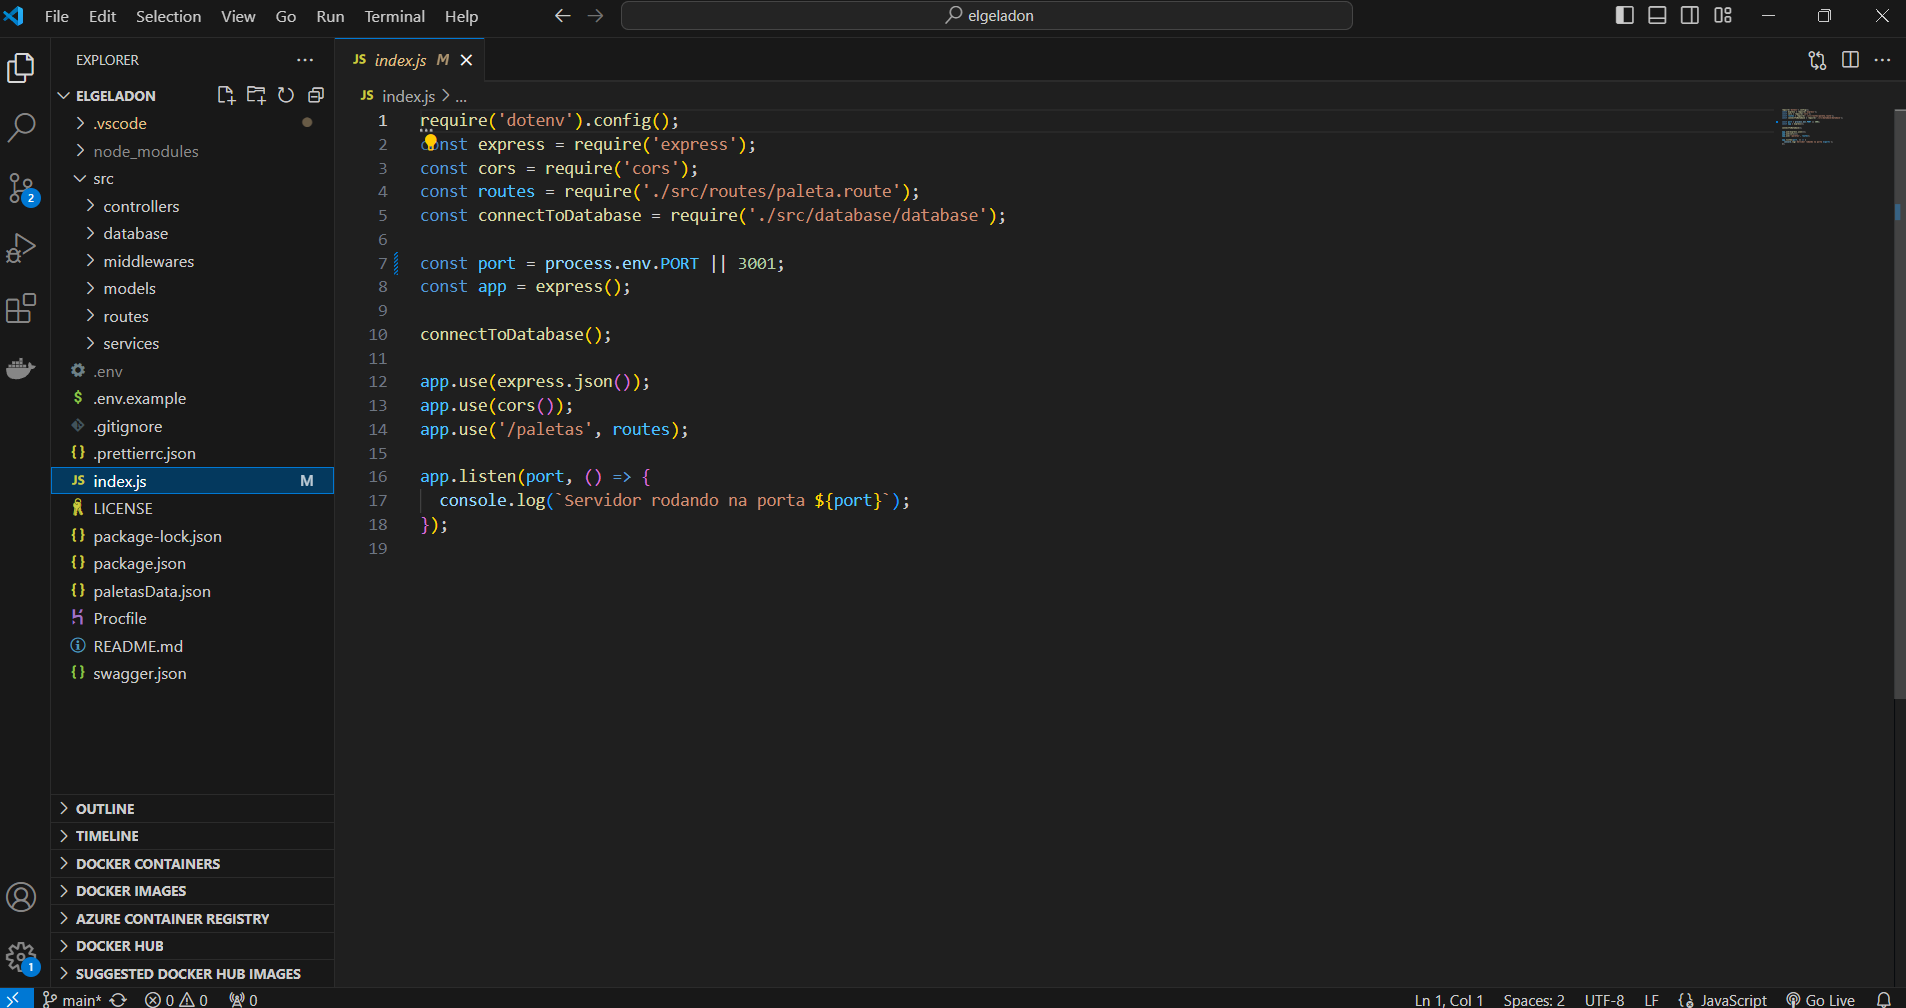 File Edit Selection View Go Run Terminal Help
elgeladon
EXPLORER
ELGELADON
.vscode
node_modules
src
controllers
database
middlewares
models
routes
services
.env
$ .env.example
.gitignore
{} .prettierrc.json
JS index.js M
LICENSE
{} package-lock.json
{} package.json
{} paletasData.json
Procfile
README.md
{} swagger.json
OUTLINE
TIMELINE
DOCKER CONTAINERS
DOCKER IMAGES
AZURE CONTAINER REGISTRY
DOCKER HUB
SUGGESTED DOCKER HUB IMAGES
2
1
JS index.js M
JS index.js > ...
1 require('dotenv').config();
2 const express = require('express');
3 const cors = require('cors');
4 const routes = require('./src/routes/paleta.route');
5 const connectToDatabase = require('./src/database/database');
6
7 const port = process.env.PORT || 3001;
8 const app = express();
9
10 connectToDatabase();
11
12 app.use(express.json());
13 app.use(cors());
14 app.use('/paletas', routes);
15
16 app.listen(port, () => {
17 console.log(`Servidor rodando na porta ${port}`);
18 });
19
main* 0 0 0 Ln 1, Col 1 Spaces: 2 UTF-8 LF {} JavaScript Go Live